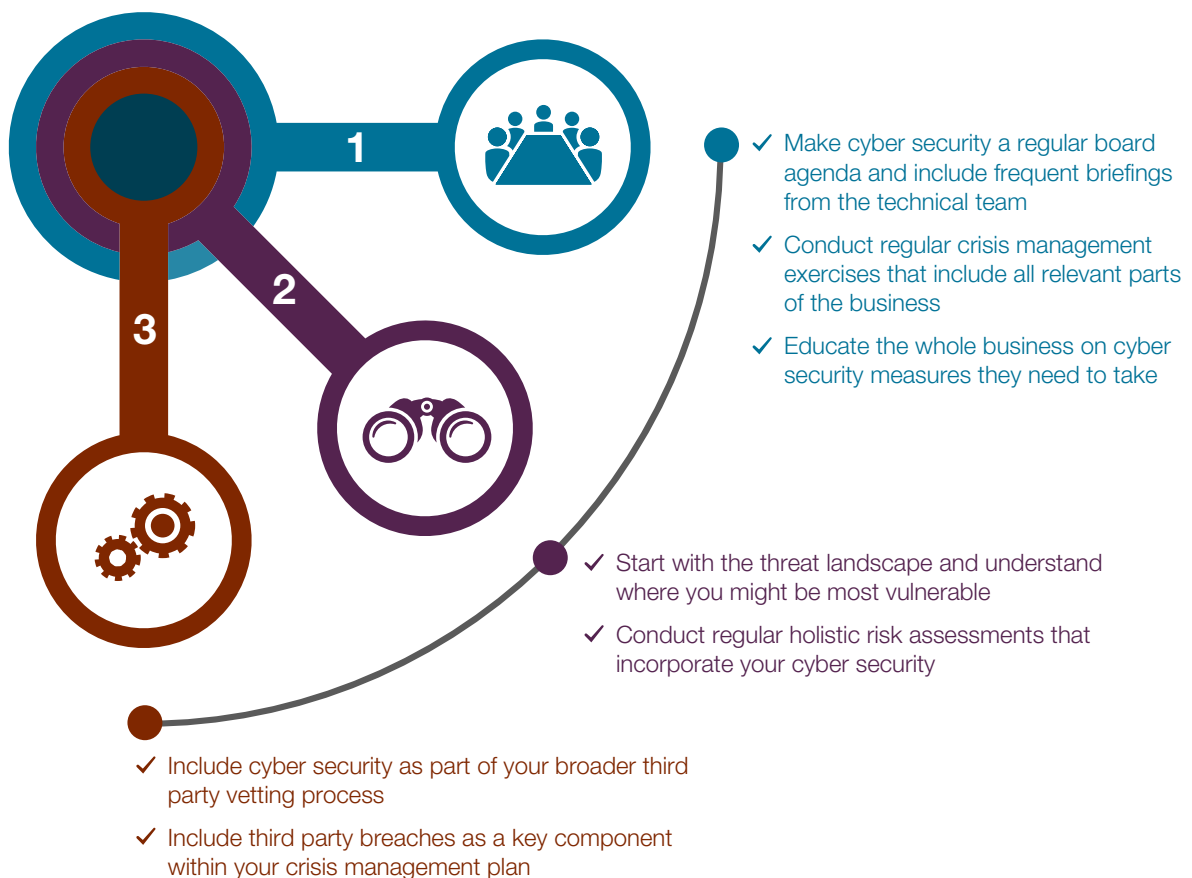 1
2
3
✓ Make cyber security a regular board
agenda and include frequent briefings
from the technical team
✓ Conduct regular crisis management
exercises that include all relevant parts
of the business
✓ Educate the whole business on cyber
security measures they need to take
✓ Start with the threat landscape and understand
where you might be most vulnerable
✓ Conduct regular holistic risk assessments that
incorporate your cyber security
✓ Include cyber security as part of your broader third
party vetting process
✓ Include third party breaches as a key component
within your crisis management plan